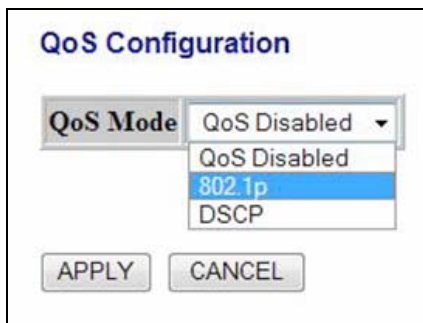 QoS Configuration
QoS Mode QoS Disabled
QoS Disabled
802.1p
DSCP
APPLY CANCEL